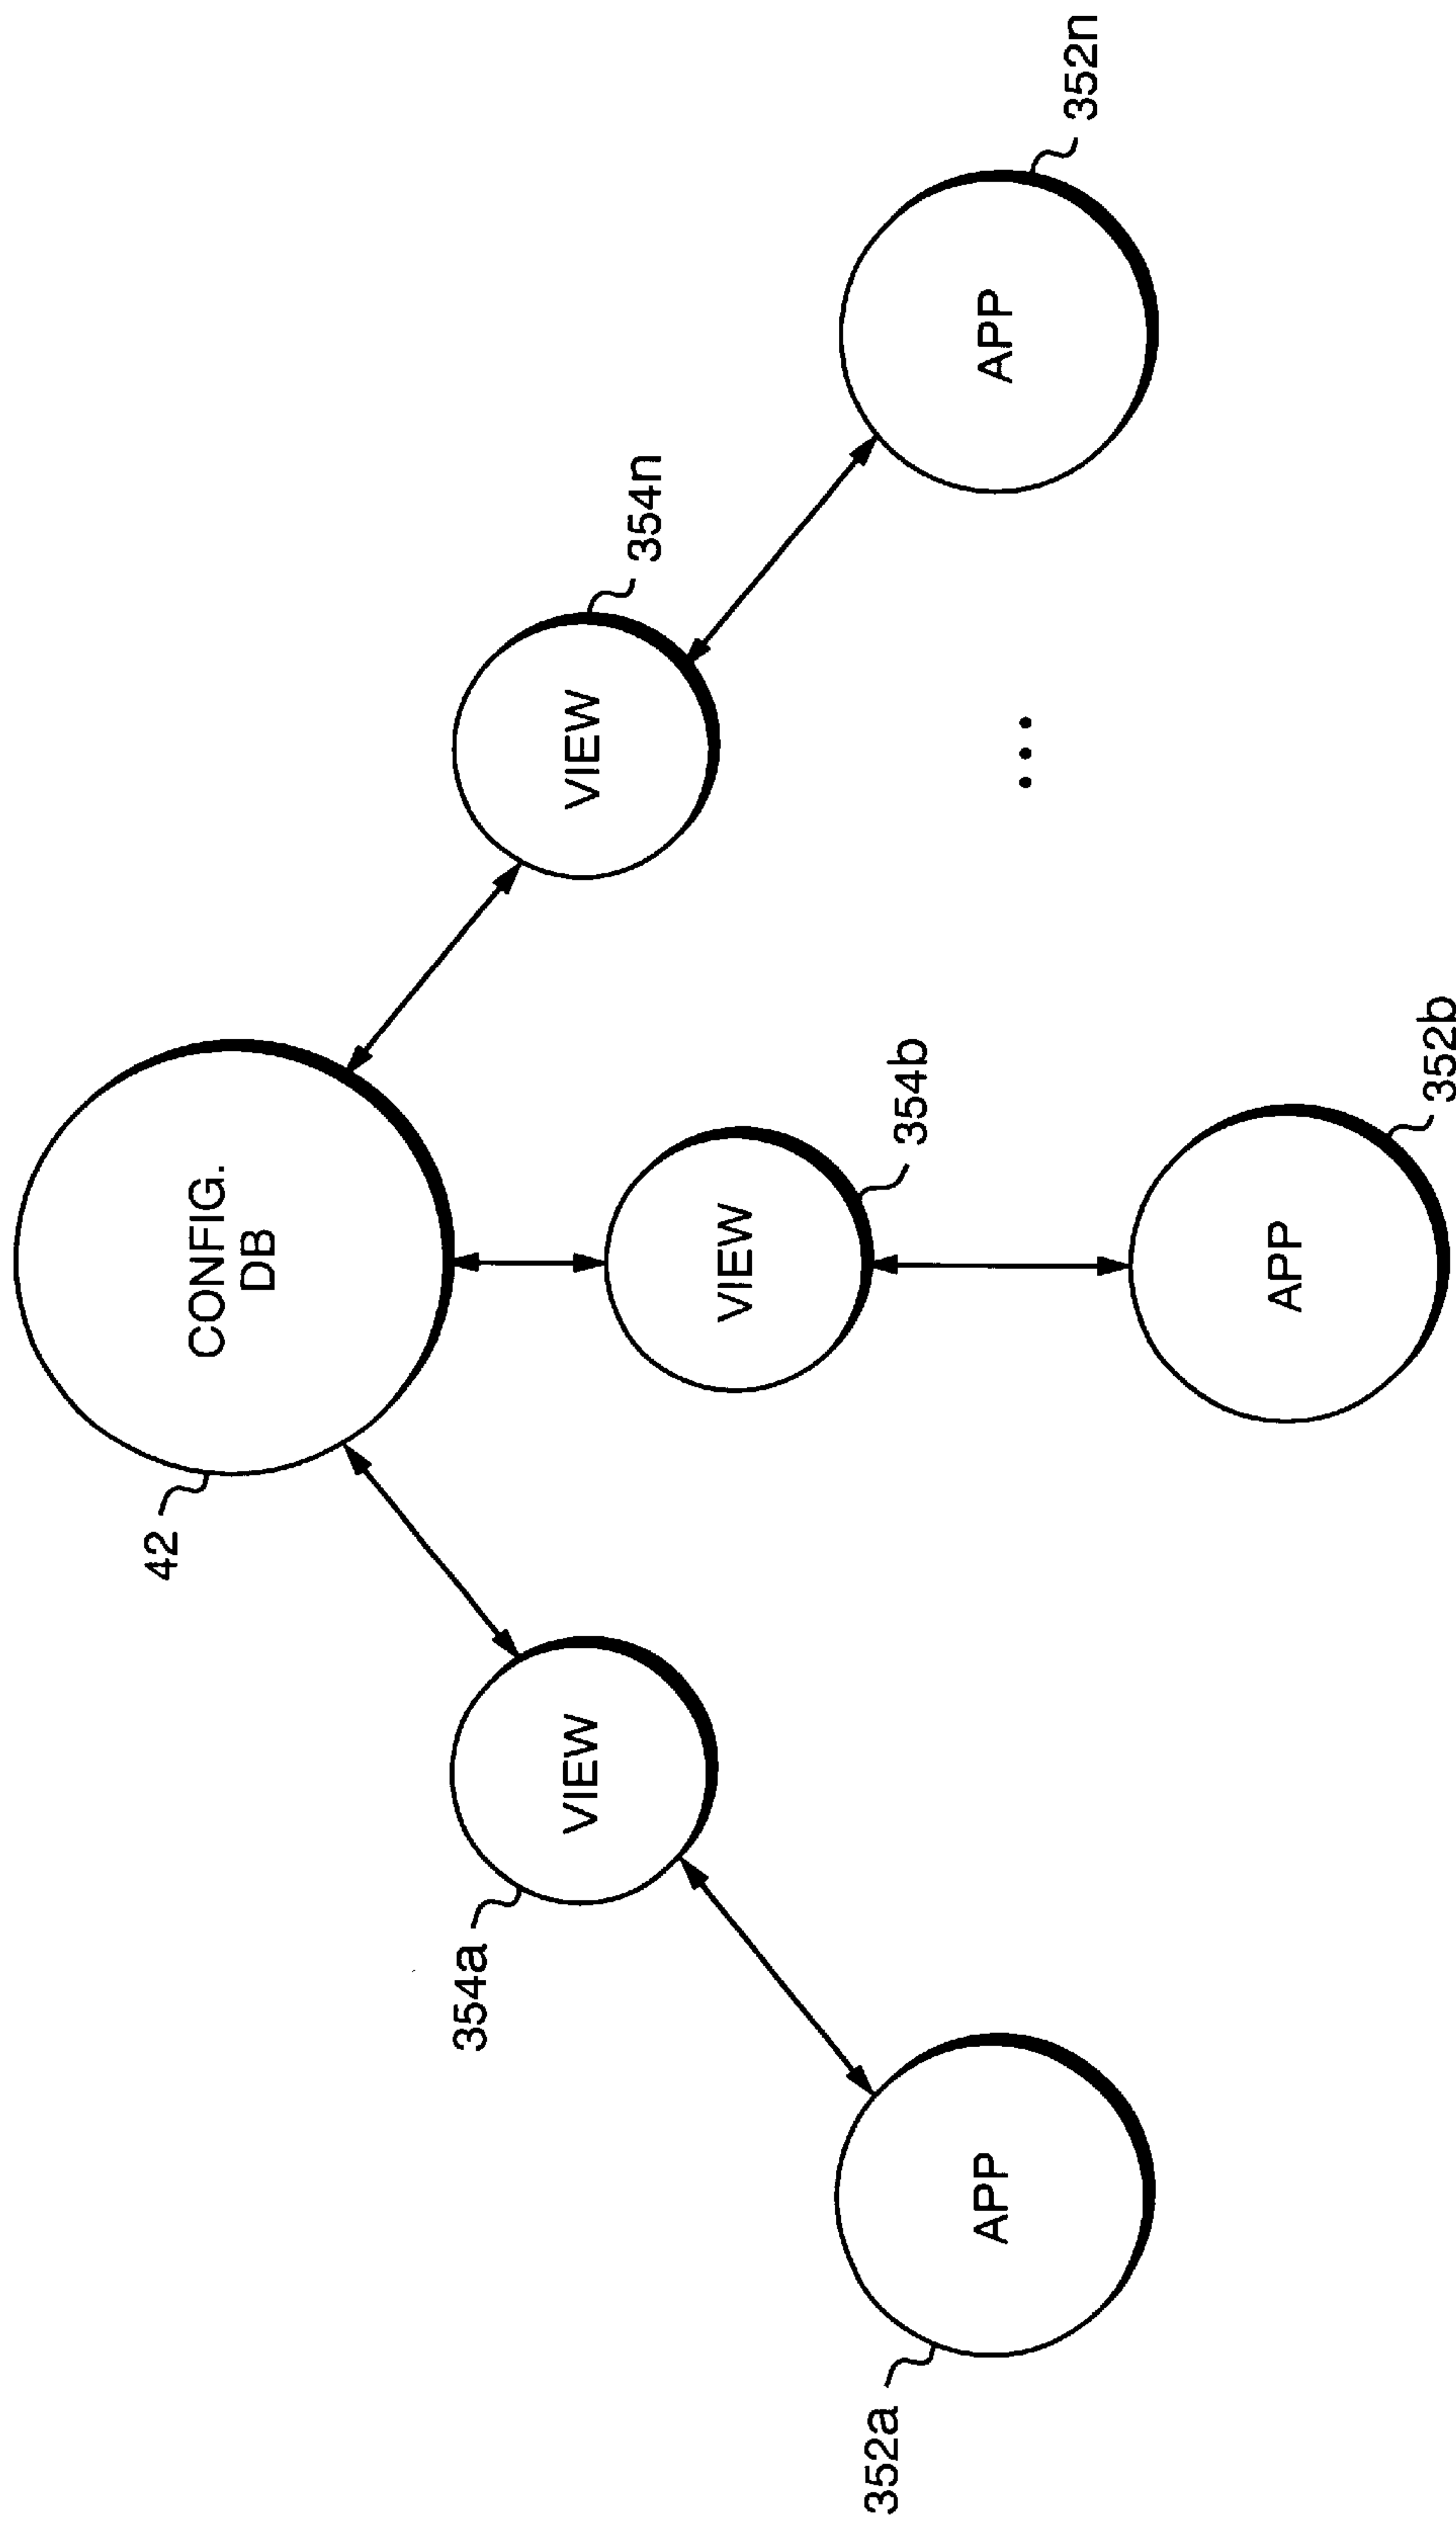 42
CONFIG.
DB
354a
VIEW
VIEW
354b
VIEW
354n
352a
APP
APP
352b
...
APP
352n